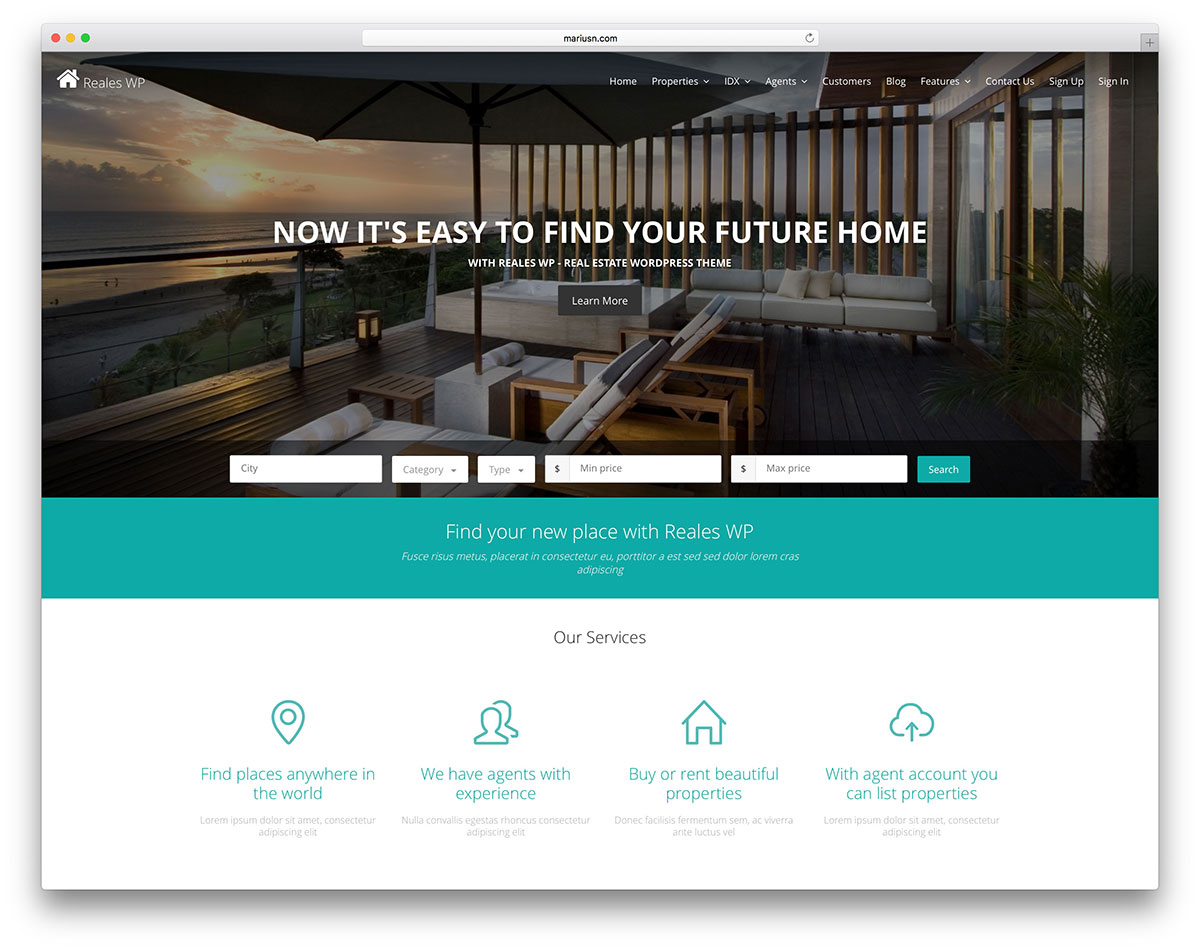 mariusn.com
Reales WP
Home Properties IDX Agents Customers Blog Features Contact Us Sign Up Sign In
NOW IT'S EASY TO FIND YOUR FUTURE HOME
WITH REALES WP - REAL ESTATE WORDPRESS THEME
Learn More
City Category Type $ Min price $ Max price Search
Find your new place with Reales WP
Fusce risus metus, placerat in consectetur eu, porttitor a est sed sed dolor lorem cras
adipiscing
Our Services
Find places anywhere in
the world
Lorem ipsum dolor sit amet, consectetur
adipiscing elit
We have agents with
experience
Nulla convallis egestas rhoncus consectetur
adipiscing elit
Buy or rent beautiful
properties
Donec facilisis fermentum sem, ac viverra
ante luctus vel
With agent account you
can list properties
Lorem ipsum dolor sit amet, consectetur
adipiscing elit